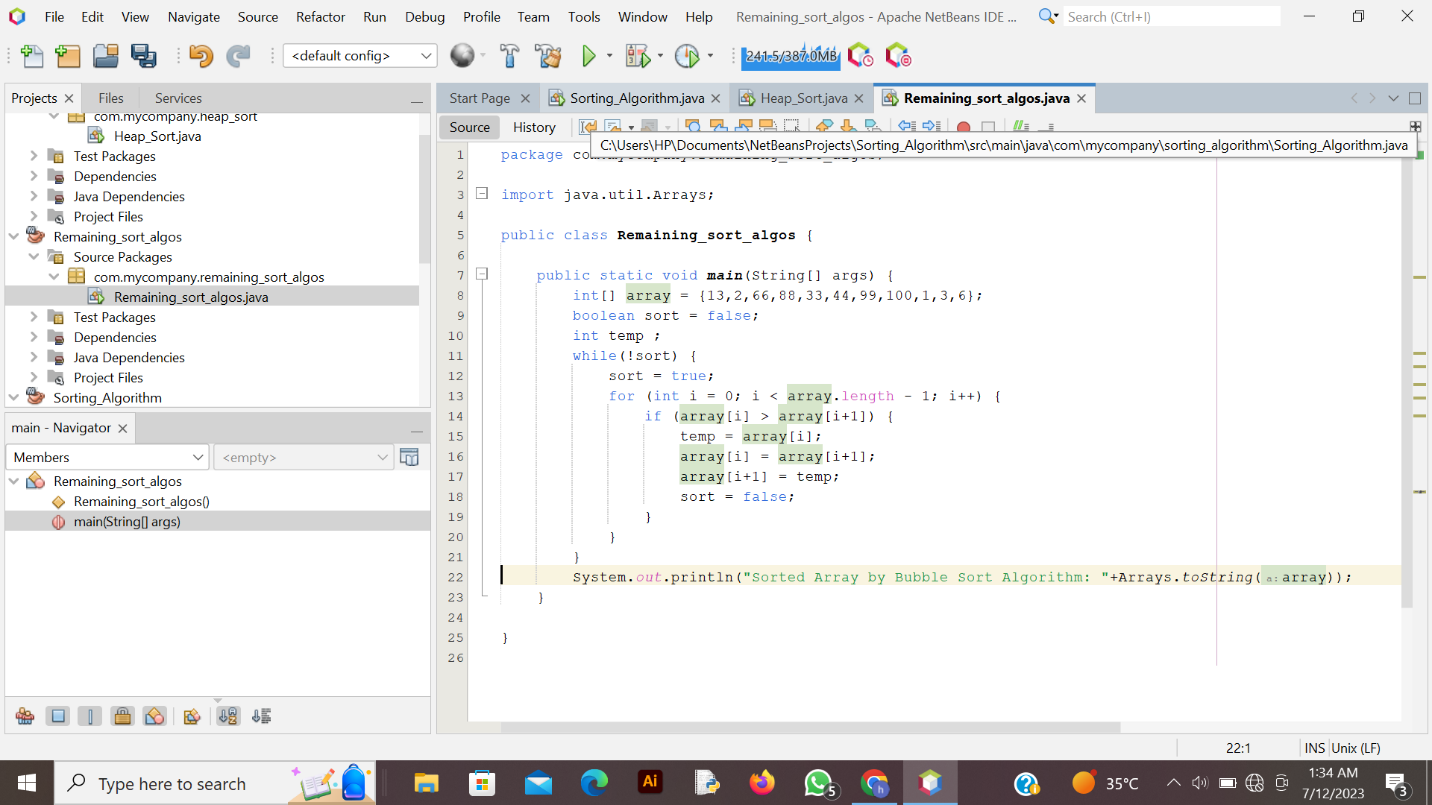 File Edit View Navigate Source Refactor Run Debug Profile Team Tools Window Help Remaining_sort_algos - Apache NetBeans IDE ... Search (Ctrl+I)
<default config> 241.5/387.0MB
Projects Files Services
Start Page Sorting_Algorithm.java Heap_Sort.java Remaining_sort_algos.java
Source History
C:\Users\HP\Documents\NetBeansProjects\Sorting_Algorithm\src\main\java\com\mycompany\sorting_algorithm\Sorting_Algorithm.java
com.mycompany.heap_sort
Heap_Sort.java
Test Packages
Dependencies
Java Dependencies
Project Files
Remaining_sort_algos
Source Packages
com.mycompany.remaining_sort_algos
Remaining_sort_algos.java
Test Packages
Dependencies
Java Dependencies
Project Files
Sorting_Algorithm
main - Navigator
Members <empty>
Remaining_sort_algos
Remaining_sort_algos()
main(String[] args)
1 package com.mycompany.remaining_sort_algos;
2
3 import java.util.Arrays;
4
5 public class Remaining_sort_algos {
6
7 public static void main(String[] args) {
8 int[] array = {13,2,66,88,33,44,99,100,1,3,6};
9 boolean sort = false;
10 int temp ;
11 while(!sort) {
12 sort = true;
13 for (int i = 0; i < array.length - 1; i++) {
14 if (array[i] > array[i+1]) {
15 temp = array[i];
16 array[i] = array[i+1];
17 array[i+1] = temp;
18 sort = false;
19 }
20 }
21 }
22 System.out.println("Sorted Array by Bubble Sort Algorithm: "+Arrays.toString(a: array));
23 }
24
25 }
26
22:1 INS Unix (LF)
Type here to search Ai 5 h 35°C 1:34 AM
7/12/2023 3